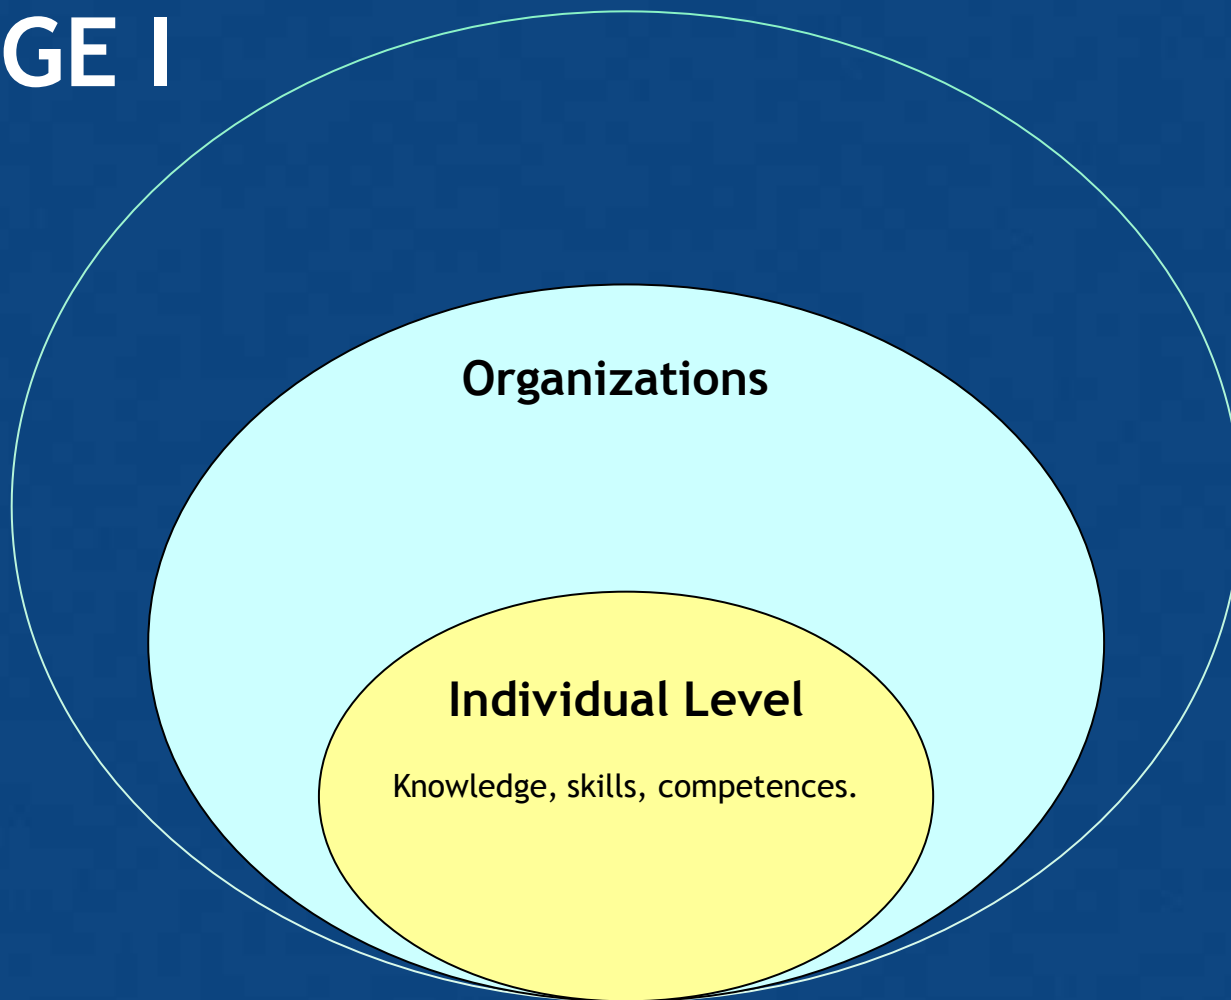 GE I
Organizations
Individual Level
Knowledge, skills, competences.